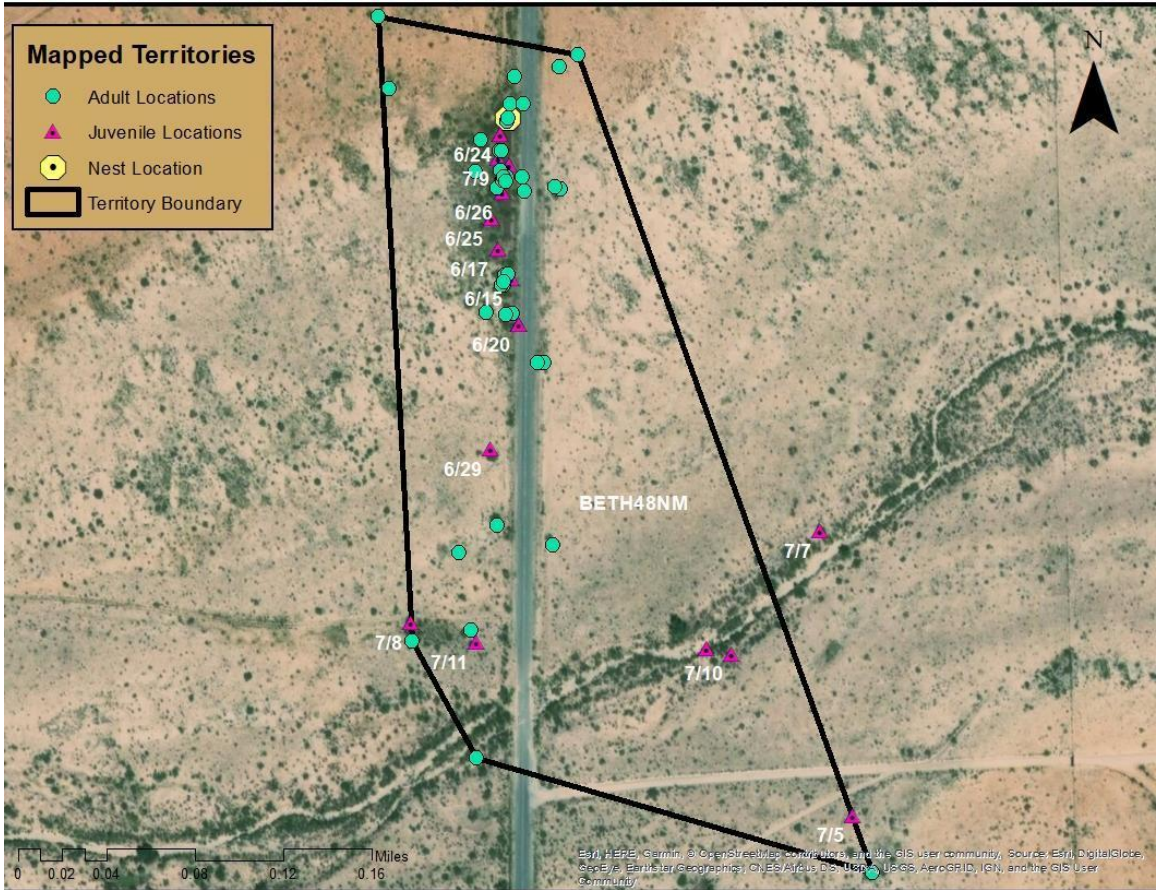 Mapped Territories
Adult Locations
Juvenile Locations
Nest Location
Territory Boundary
N
6/24
7/9
6/26
6/25
6/17
6/15
6/20
6/29
BETH48NM
7/7
7/8
7/11
7/10
7/5
Miles
0 0.02 0.04 0.08 0.12 0.16
Esri, HERE, Garmin, © OpenStreetMap contributors, and the GIS user community, Source: Esri, DigitalGlobe,
GeoEye, Earthstar Geographics, CNES/Airbus DS, USDA, USGS, AeroGRID, IGN, and the GIS User
Community